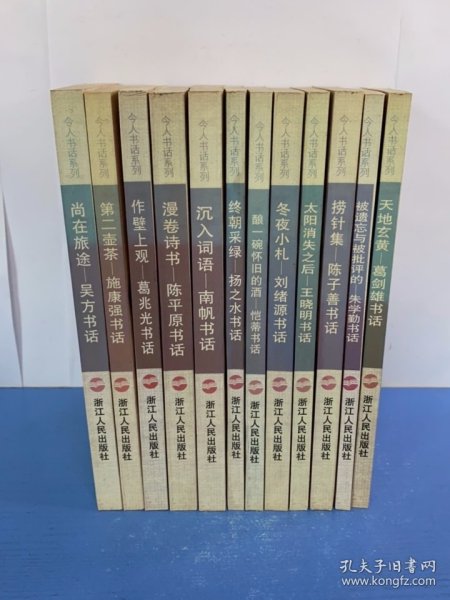 今人书话系列
尚在旅途——吴方书话
浙江人民出版社
今人书话系列
第二壶茶——施康强书话
浙江人民出版社
今人书话系列
作壁上观——葛兆光书话
浙江人民出版社
今人书话系列
漫卷诗书——陈平原书话
浙江人民出版社
今人书话系列
沉入词语——南帆书话
浙江人民出版社
今人书话系列
终朝采绿——扬之水书话
浙江人民出版社
今人书话系列
酿一碗怀旧的酒——恺蒂书话
浙江人民出版社
今人书话系列
冬夜小札——刘绪源书话
浙江人民出版社
今人书话系列
太阳消失之后——王晓明书话
浙江人民出版社
今人书话系列
捞针集——陈子善书话
浙江人民出版社
今人书话系列
被遗忘与被批评的——朱学勤书话
浙江人民出版社
今人书话系列
天地玄黄——葛剑雄书话
浙江人民出版社
孔夫子旧书网
www.kongfz.com